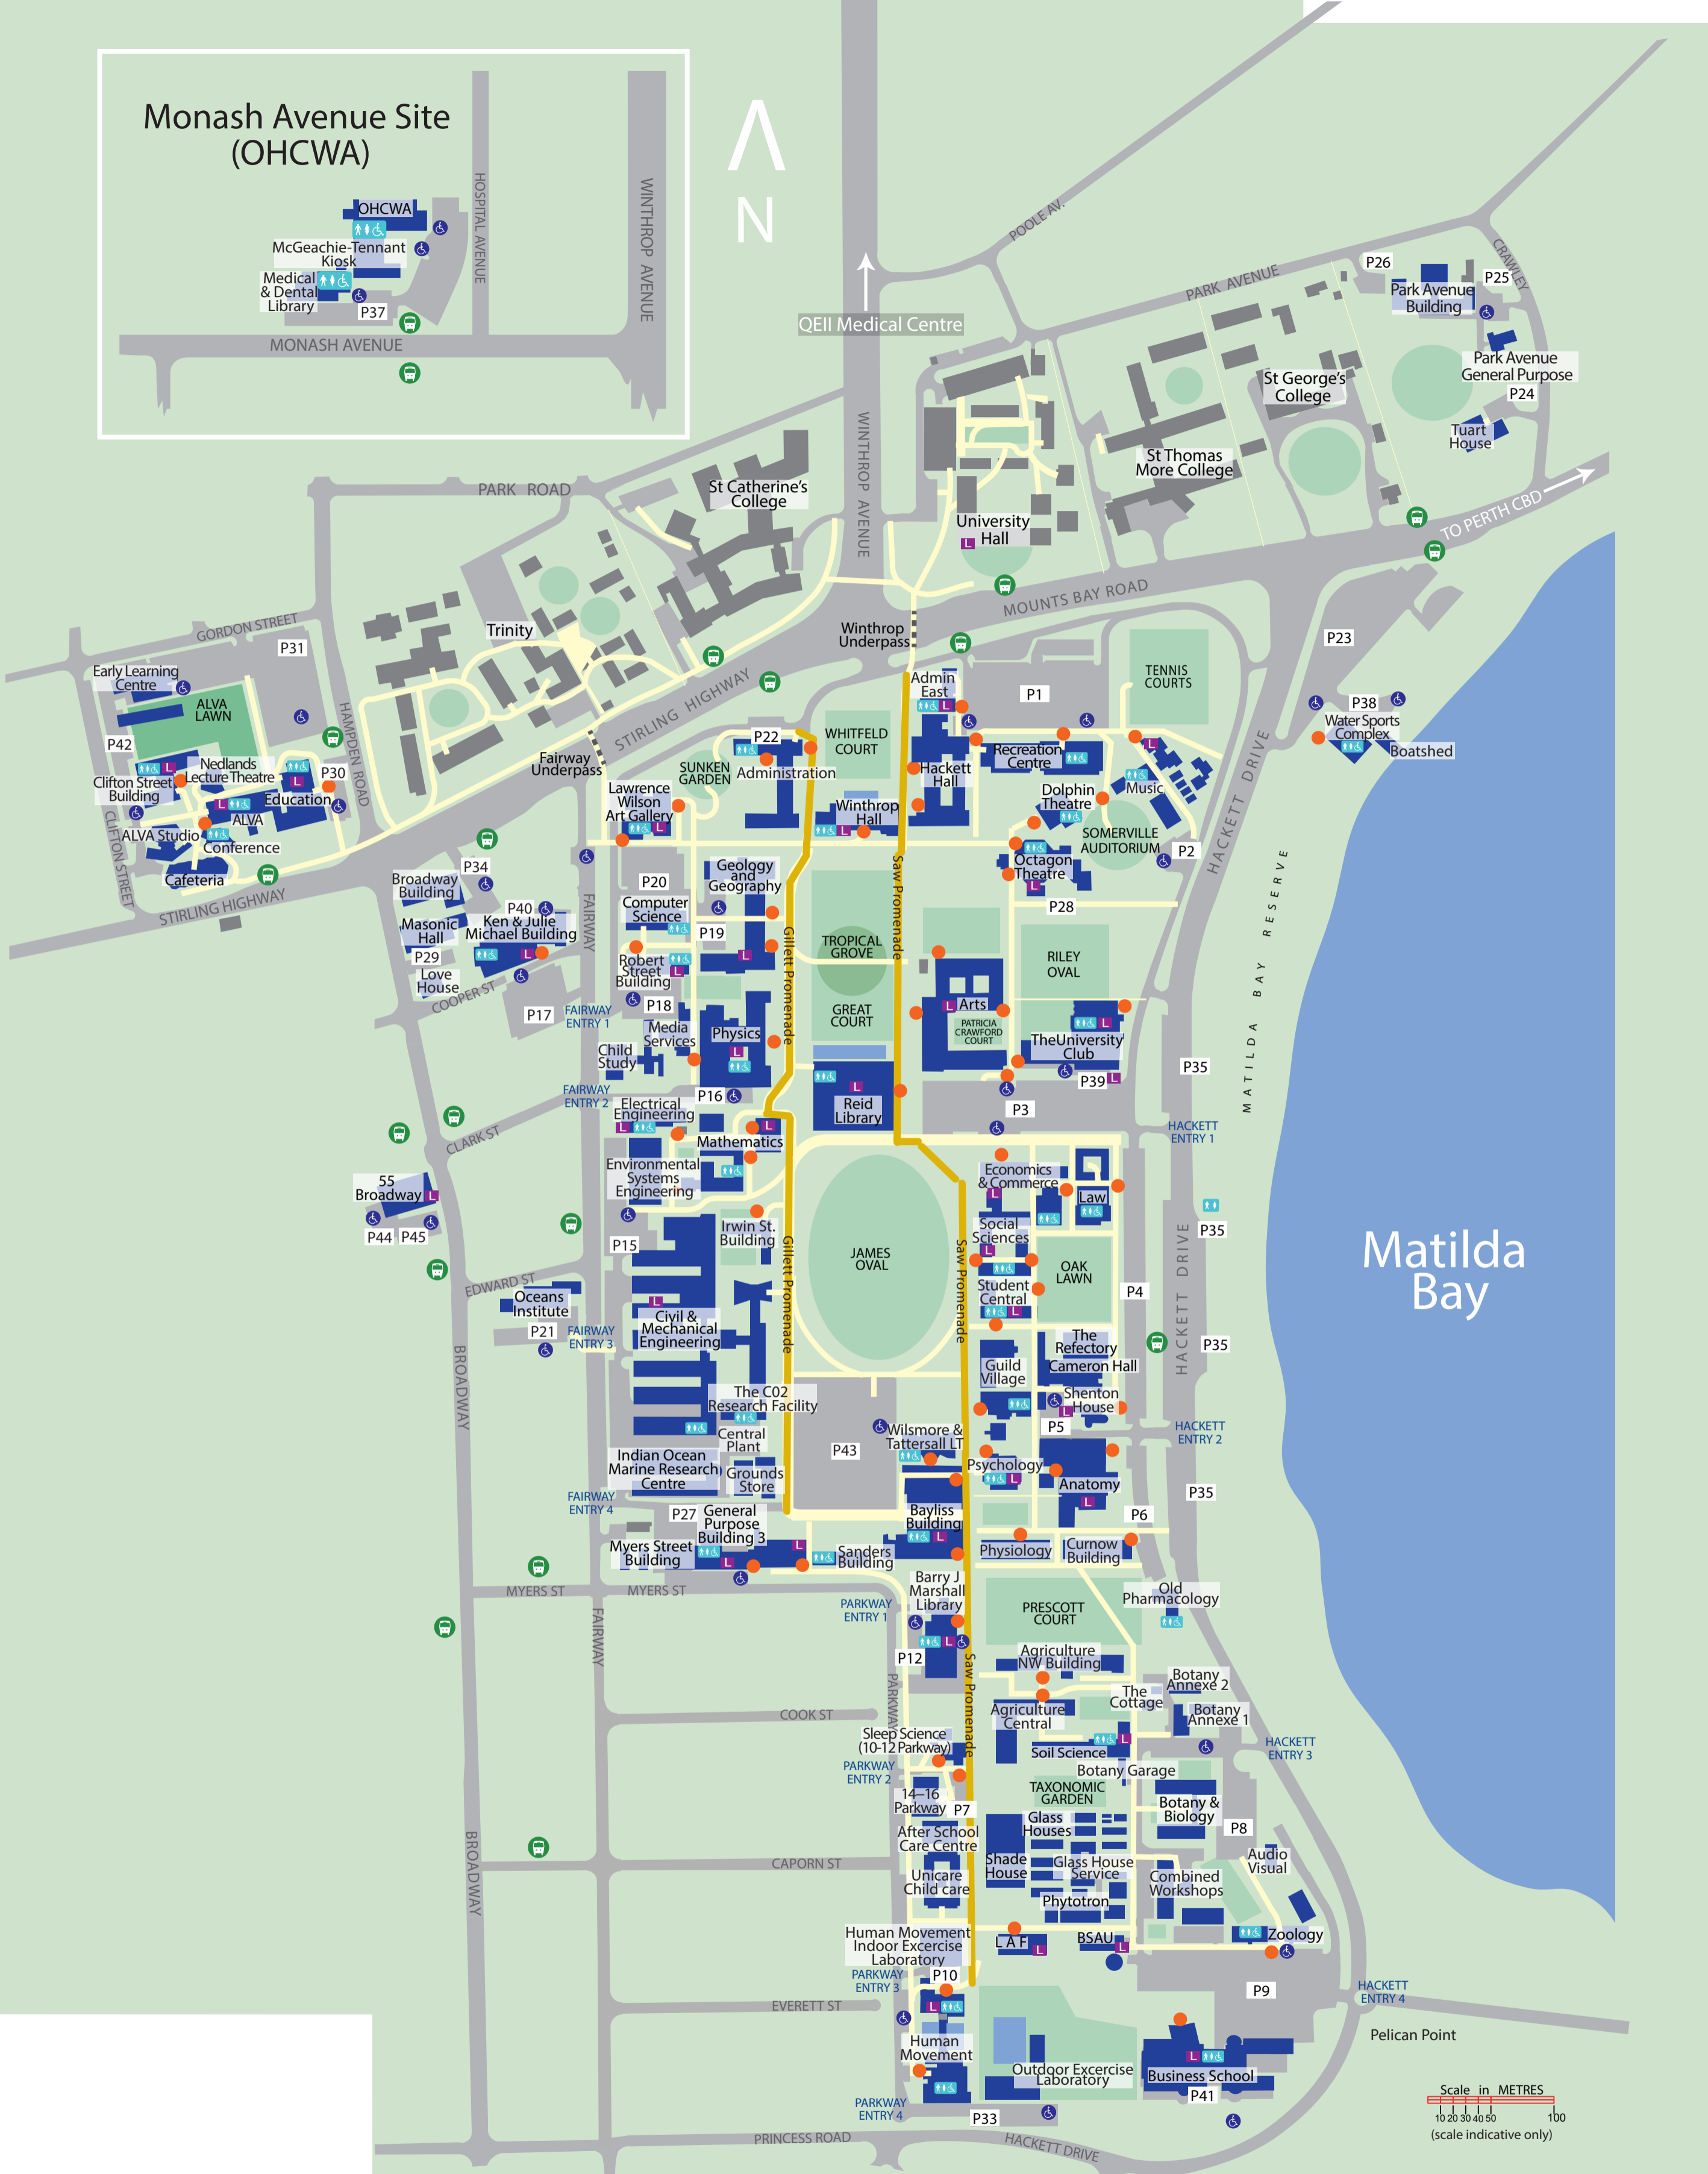 Monash Avenue Site
(OHCWA)
OHCWA
McGeachie-Tennant
Kiosk
Medical
& Dental
Library
P37
MONASH AVENUE
HOSPITAL AVENUE
WINTHROP AVENUE
N
QEII Medical Centre
POOLE AV.
PARK AVENUE
CRAWLEY
P26
P25
Park Avenue
Building
Park Avenue
General Purpose
P24
Tuart
House
St George's
College
St Thomas
More College
TO PERTH CBD
WINTHROP AVENUE
PARK ROAD
St Catherine's
College
University
L Hall
MOUNTS BAY ROAD
Winthrop
Underpass
Trinity
GORDON STREET
P31
Early Learning
Centre
ALVA
LAWN
P42
HAMPDEN ROAD
Nedlands
Lecture Theatre
Clifton Street
Building
L
P30
L
Education
L
ALVA
ALVA Studio
Conference
Cafeteria
CLIFTON STREET
STIRLING HIGHWAY
STIRLING HIGHWAY
Fairway
Underpass
SUNKEN
GARDEN
P22
Administration
WHITFELD
COURT
Admin
East
L
P1
TENNIS
COURTS
P23
P38
Water Sports
Complex
Boatshed
Recreation
Centre
L
Music
Hackett
Hall
Dolphin
Theatre
SOMERVILLE
AUDITORIUM
P2
HACKETT DRIVE
Lawrence
Wilson
Art Gallery
L
Winthrop
Hall
L
Octagon
Theatre
L
P28
Geology
and
Geography
P34
Broadway
Building
P40
Ken & Julie
Michael Building
L
Masonic
Hall
P29
Love
House
COOPER ST
P17
FAIRWAY
P20
Computer
Science
P19
L
Robert
Street
Building
L
P18
FAIRWAY
ENTRY 1
Media
Services
Child
Study
Physics
L
P16
Gillett Promenade
Saw Promenade
TROPICAL
GROVE
GREAT
COURT
RILEY
OVAL
L Arts
PATRICIA
CRAWFORD
COURT
L
TheUniversity
Club
P39
L
P3
L
Reid
Library
MATILDA BAY RESERVE
P35
HACKETT
ENTRY 1
FAIRWAY
ENTRY 2
Electrical
Engineering
L
L
Mathematics
Environmental
Systems
Engineering
CLARK ST
55
Broadway
L
P44
P45
P15
Irwin St.
Building
JAMES
OVAL
Economics
& Commerce
L
Law
Social
Sciences
L
OAK
LAWN
Student
Central
L
P35
P4
HACKETT DRIVE
P35
Matilda
Bay
EDWARD ST
Oceans
Institute
P21
FAIRWAY
ENTRY 3
L
Civil &
Mechanical
Engineering
Gillett Promenade
Saw Promenade
BROADWAY
The
Refectory
Cameron Hall
Guild
Village
Shenton
House
L
P5
HACKETT
ENTRY 2
The C02
Research Facility
Central
Plant
P43
Wilsmore &
Tattersall LT
Indian Ocean
Marine Research
Centre
Grounds
Store
Psychology
L
Anatomy
L
P35
P6
FAIRWAY
ENTRY 4
P27
General
Purpose
Building 3
L
Myers Street
Building
L
Bayliss
Building
L
Sanders
Building
Physiology
Curnow
Building
MYERS ST
MYERS ST
FAIRWAY
Barry J
Marshall
Library
L
PARKWAY
ENTRY 1
P12
PRESCOTT
COURT
Old
Pharmacology
Agriculture
NW Building
Agriculture
Central
The
Cottage
Botany
Annexe 2
Botany
Annexe 1
L
Soil Science
Botany Garage
HACKETT
ENTRY 3
COOK ST
PARKWAY
Saw Promenade
Sleep Science
(10-12 Parkway)
PARKWAY
ENTRY 2
14–16
Parkway
P7
TAXONOMIC
GARDEN
Botany &
Biology
P8
After School
Care Centre
Glass
Houses
Shade
House
Glass House
Service
Audio
Visual
Combined
Workshops
CAPORN ST
BROADWAY
Unicare
Child care
Phytotron
Zoology
Human Movement
Indoor Excercise
Laboratory
L A F
L
BSAU
L
P10
PARKWAY
ENTRY 3
L
P9
HACKETT
ENTRY 4
EVERETT ST
Pelican Point
Human
Movement
Outdoor Excercise
Laboratory
L
Business School
P41
PARKWAY
ENTRY 4
P33
PRINCESS ROAD
HACKETT DRIVE
Scale in METRES
10 20 30 40 50 100
(scale indicative only)